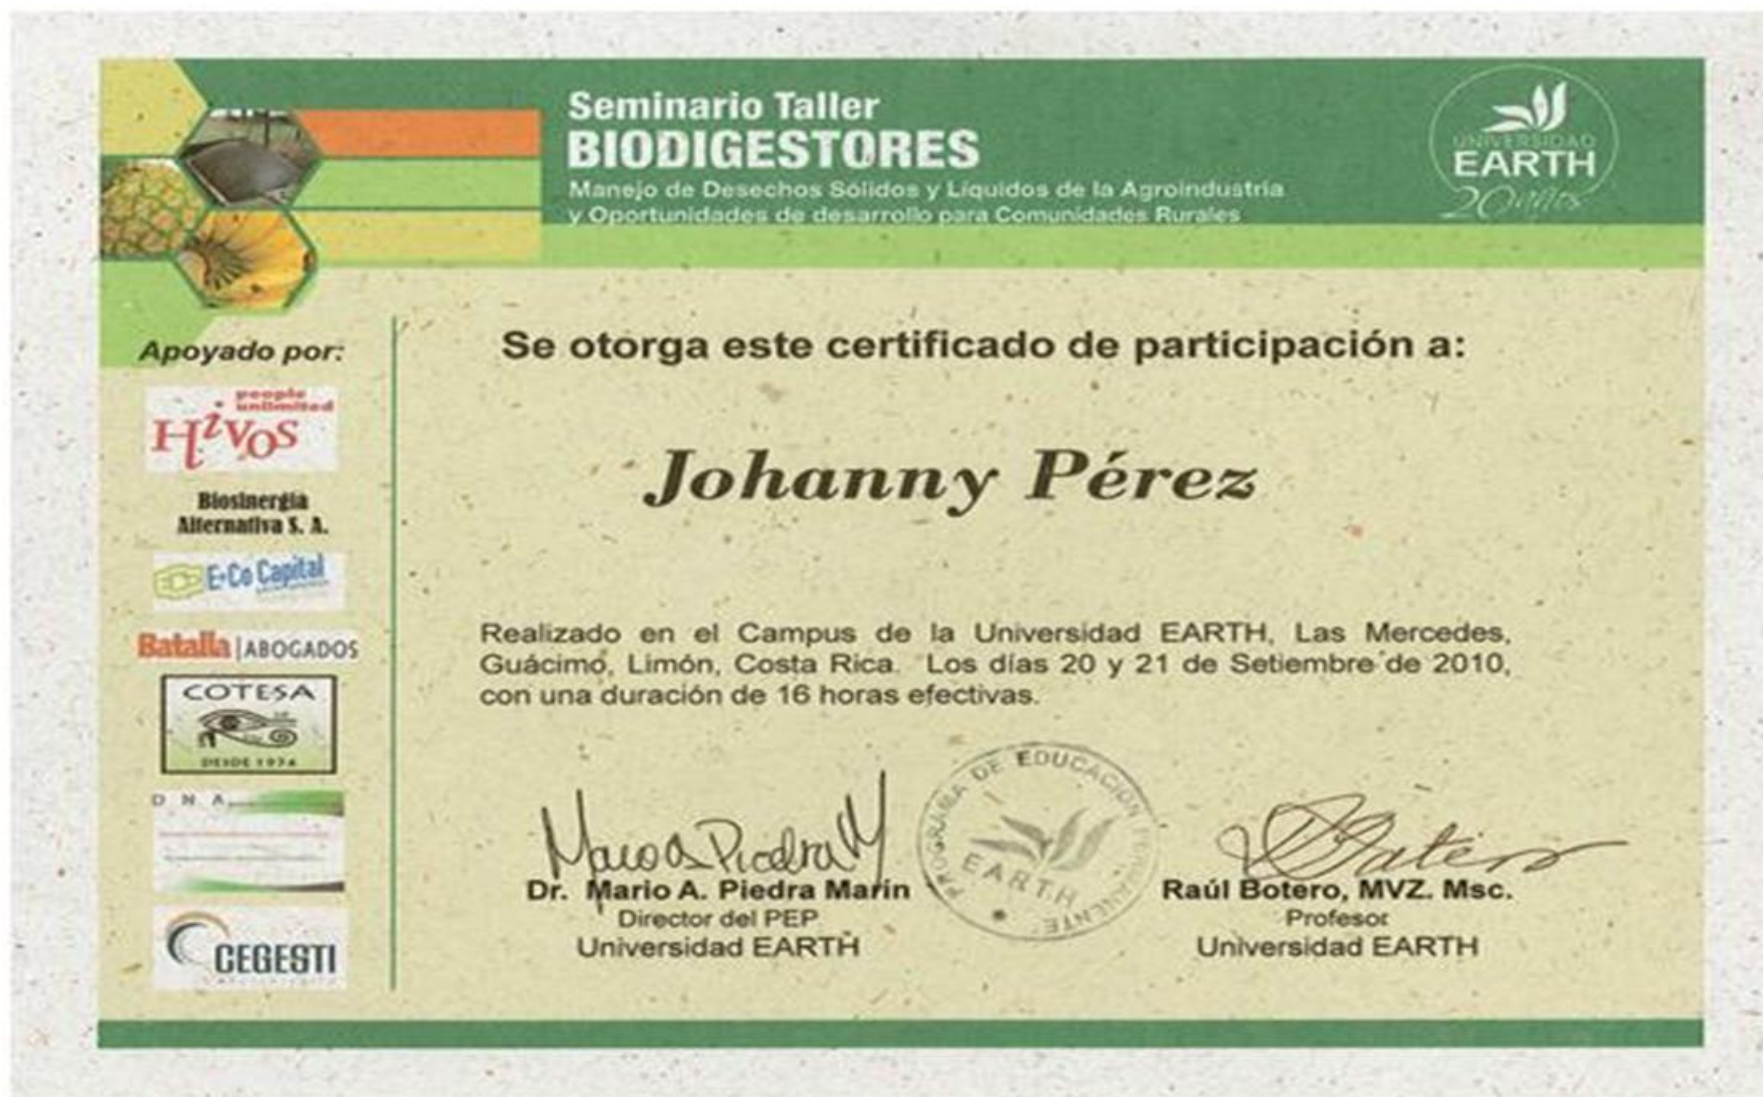 Seminario Taller
BIODIGESTORES
Manejo de Desechos Sólidos y Líquidos de la Agroindustria
y Oportunidades de desarrollo para Comunidades Rurales
UNIVERSIDAD
EARTH
20 años
Apoyado por:
people
unlimited
Hivos
Biosinergia
Alternativa S. A.
E+Co Capital
Batalla | ABOGADOS
COTESA
DESDE 1974
D N A
CEGESTI
Se otorga este certificado de participación a:
Johanny Pérez
Realizado en el Campus de la Universidad EARTH, Las Mercedes,
Guácimo, Limón, Costa Rica. Los días 20 y 21 de Setiembre de 2010,
con una duración de 16 horas efectivas.
Mario A Piedra M
PROGRAMA DE EDUCACIÓN PERMANENTE
EARTH
Botero
Dr. Mario A. Piedra Marín
Director del PEP
Universidad EARTH
Raúl Botero, MVZ. Msc.
Profesor
Universidad EARTH